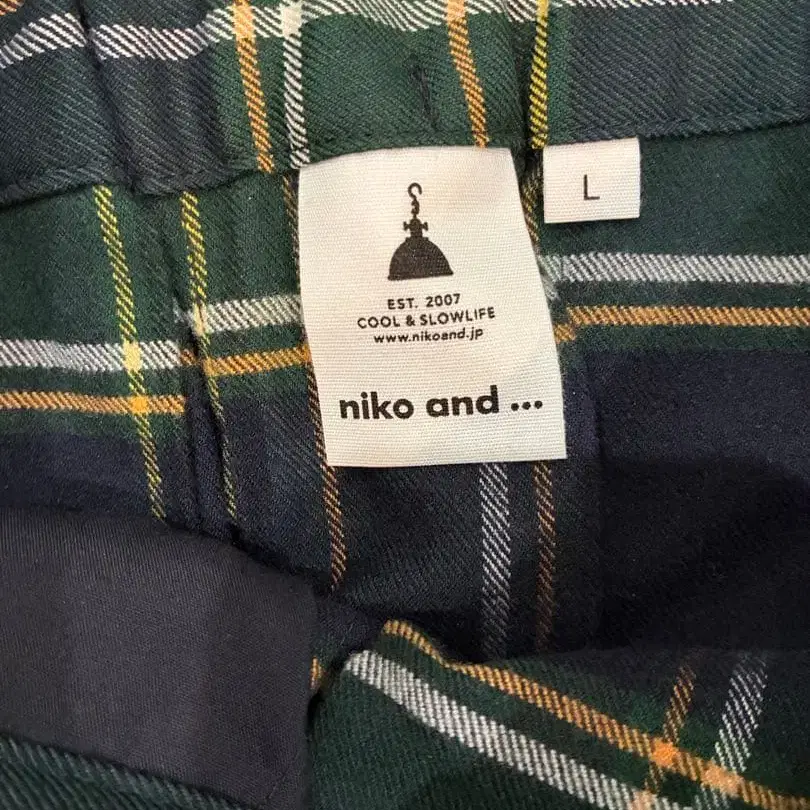 L
EST. 2007
COOL & SLOWLIFE
www.nikoand.jp
niko and ...